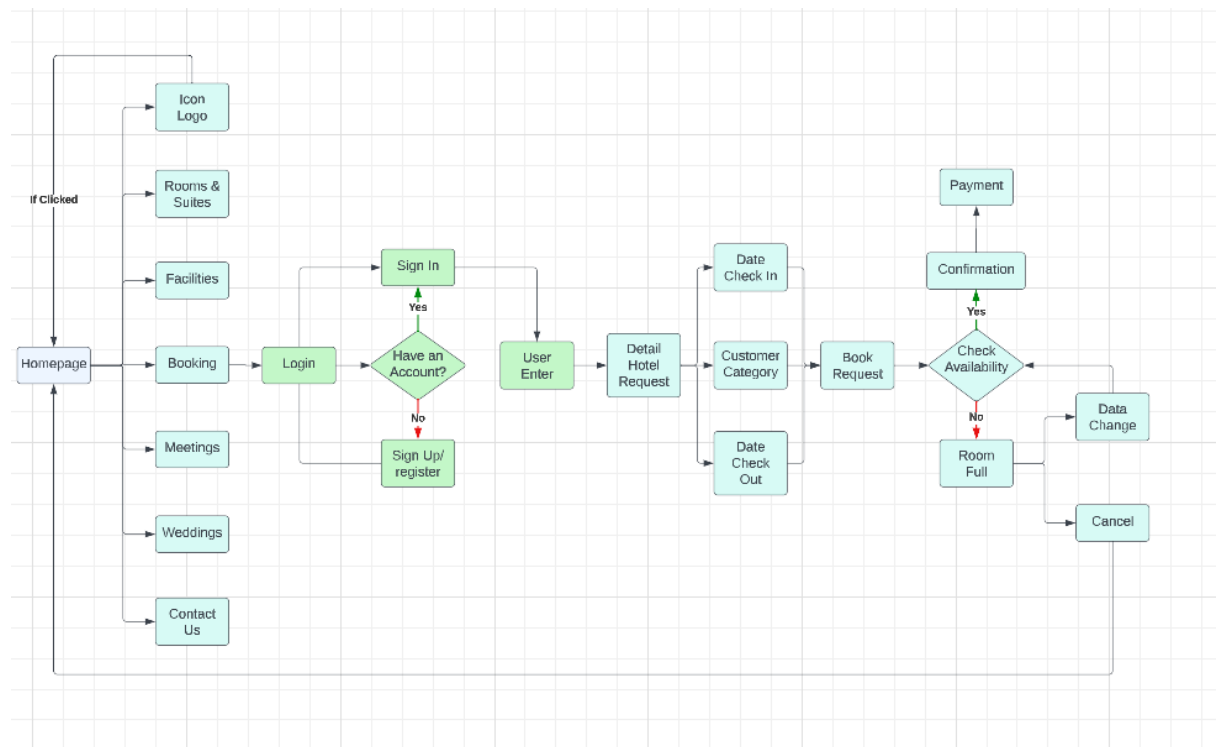 Icon
Logo
Rooms &
Suites
If Clicked
Facilities
Homepage
Booking
Meetings
Weddings
Contact
Us
Login
Sign In
Yes
Have an
Account?
No
Sign Up/
register
User
Enter
Detail
Hotel
Request
Date
Check In
Customer
Category
Date
Check
Out
Book
Request
Payment
Confirmation
Yes
Check
Availability
No
Room
Full
Data
Change
Cancel